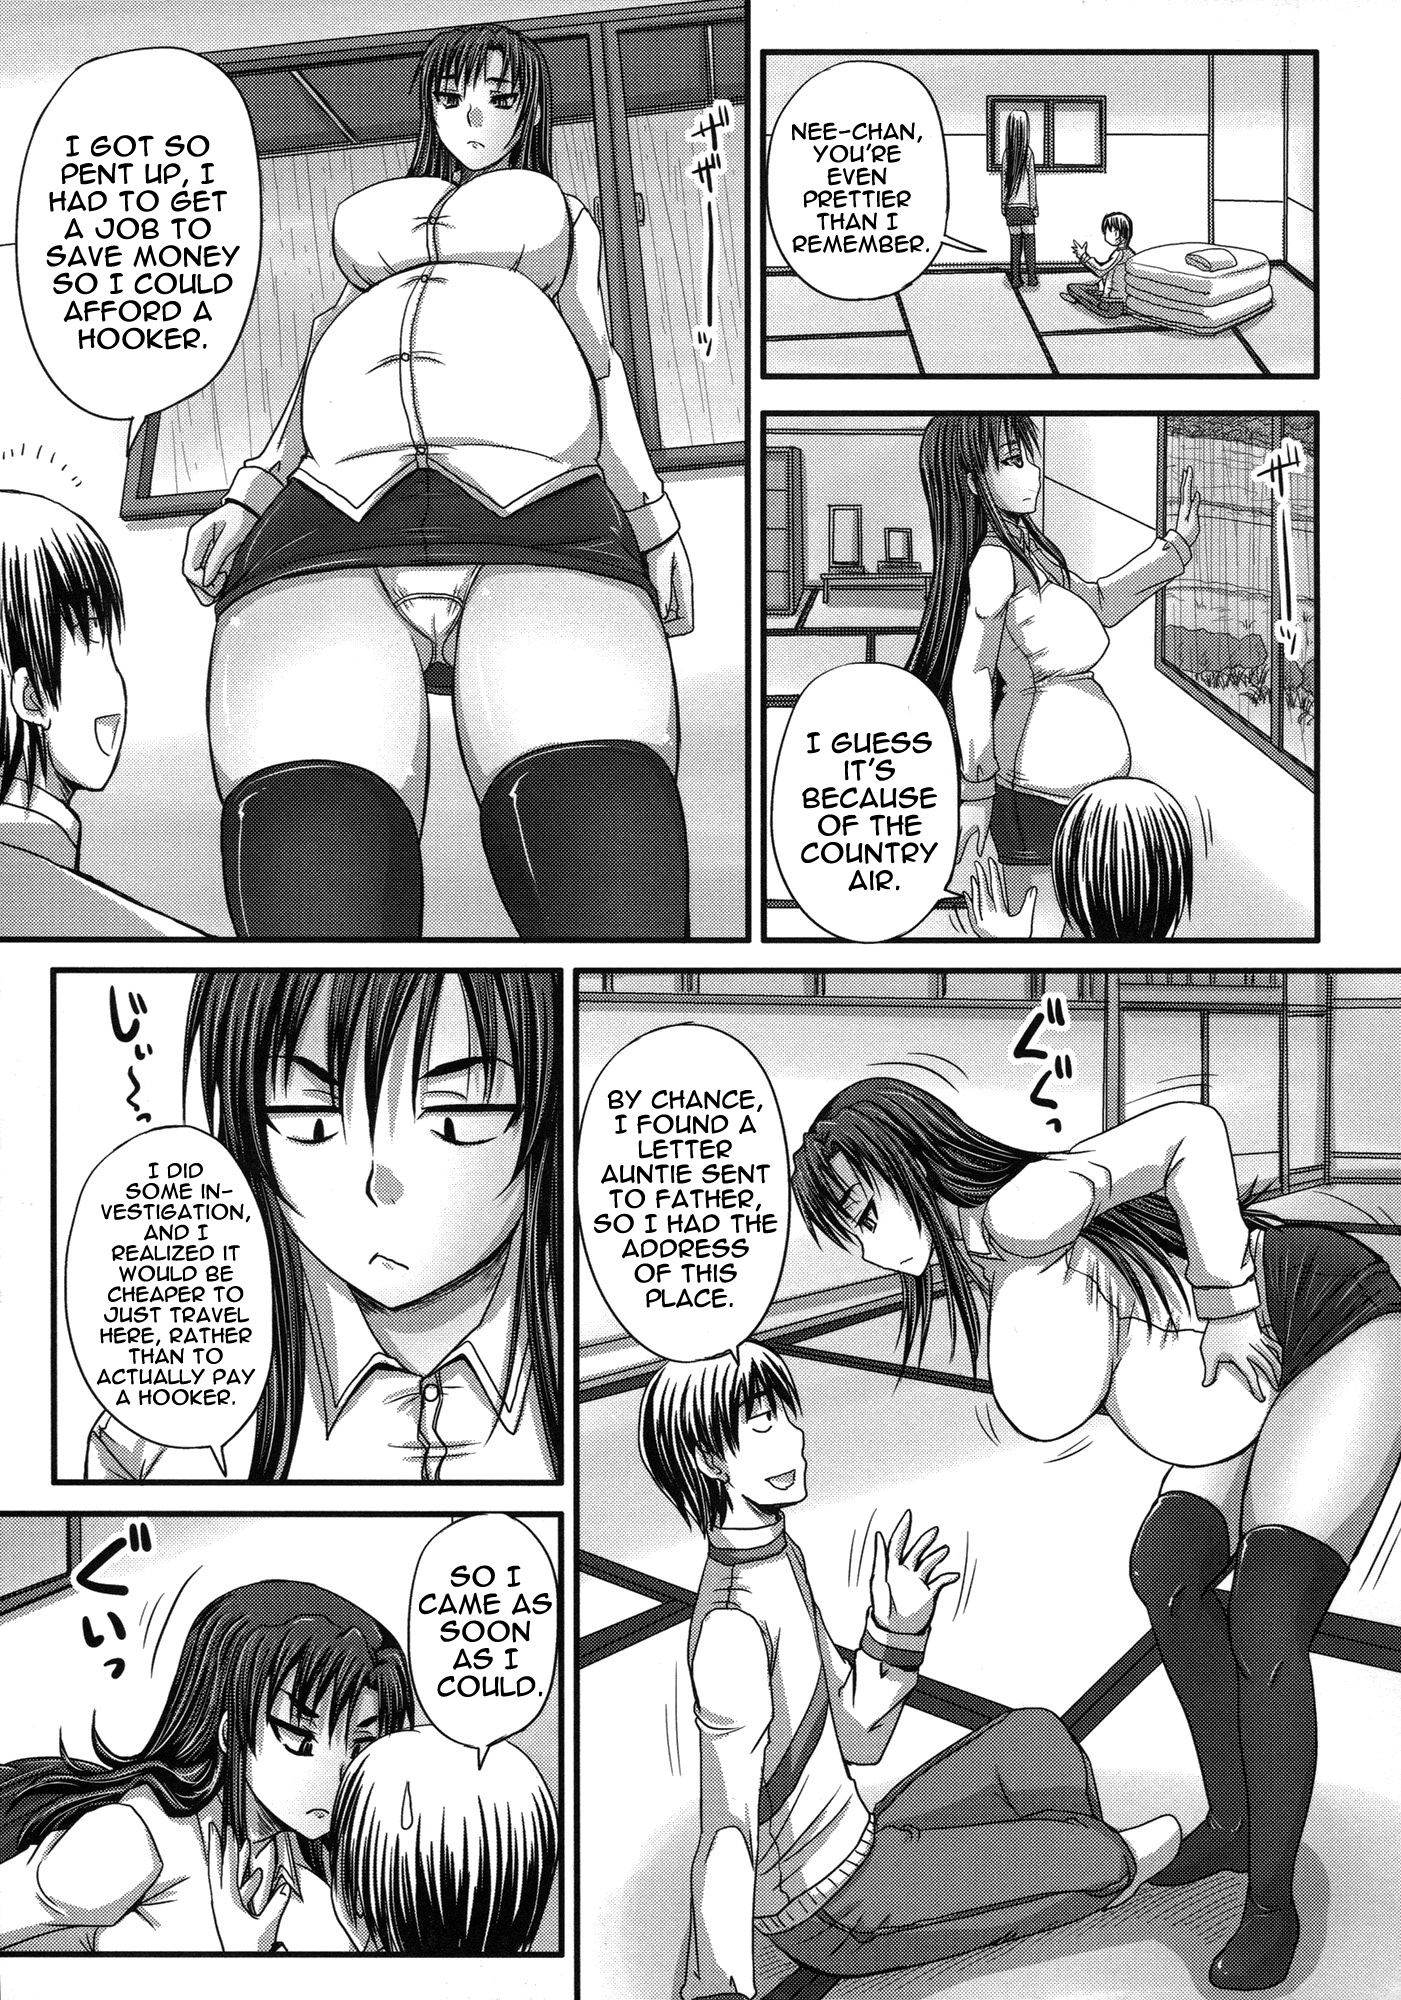 NEE-CHAN,
YOU'RE
EVEN
PRETTIER
THAN I
REMEMBER.
ザザーッ
I GUESS
IT'S
BECAUSE
OF THE
COUNTRY
AIR.
ザーッ
I GOT SO
PENT UP, I
HAD TO GET
A JOB TO
SAVE MONEY
SO I COULD
AFFORD A
HOOKER.
ぐぐ
BY CHANCE,
I FOUND A
LETTER
AUNTIE SENT
TO FATHER,
SO I HAD THE
ADDRESS
OF THIS
PLACE.
じぃ～っ
I DID
SOME IN-
VESTIGATION,
AND I
REALIZED IT
WOULD BE
CHEAPER TO
JUST TRAVEL
HERE, RATHER
THAN TO
ACTUALLY PAY
A HOOKER.
ぐいっ
SO I
CAME AS
SOON
AS I
COULD.